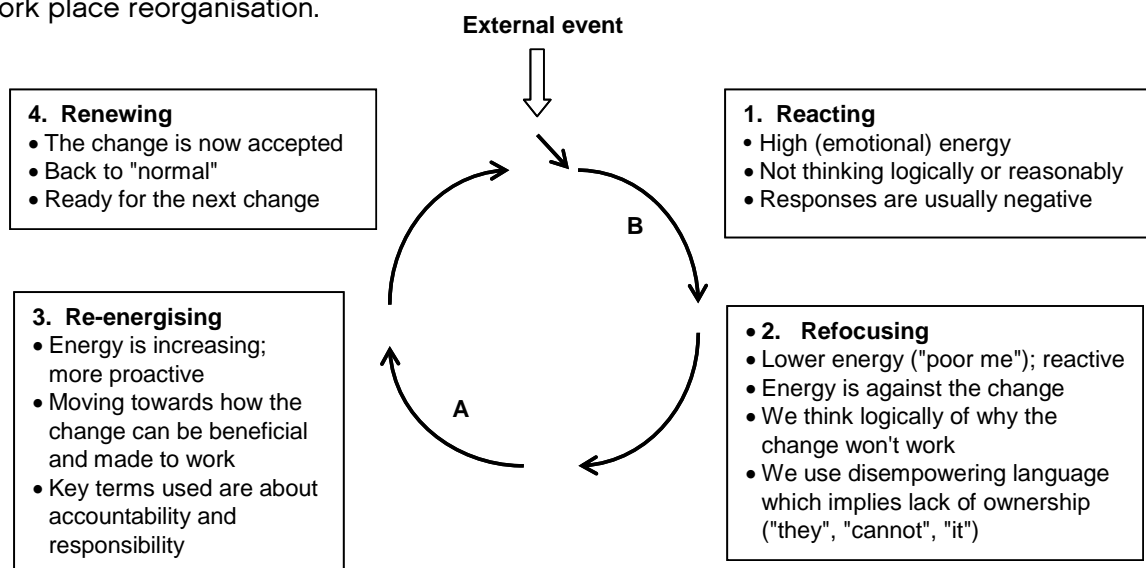 ork place reorganisation.
External event
4. Renewing
• The change is now accepted
• Back to "normal"
• Ready for the next change
1. Reacting
• High (emotional) energy
• Not thinking logically or reasonably
• Responses are usually negative
B
3. Re-energising
• Energy is increasing;
more proactive
• Moving towards how the
change can be beneficial
and made to work
• Key terms used are about
accountability and
responsibility
A
• 2. Refocusing
• Lower energy ("poor me"); reactive
• Energy is against the change
• We think logically of why the
change won't work
• We use disempowering language
which implies lack of ownership
("they", "cannot", "it")